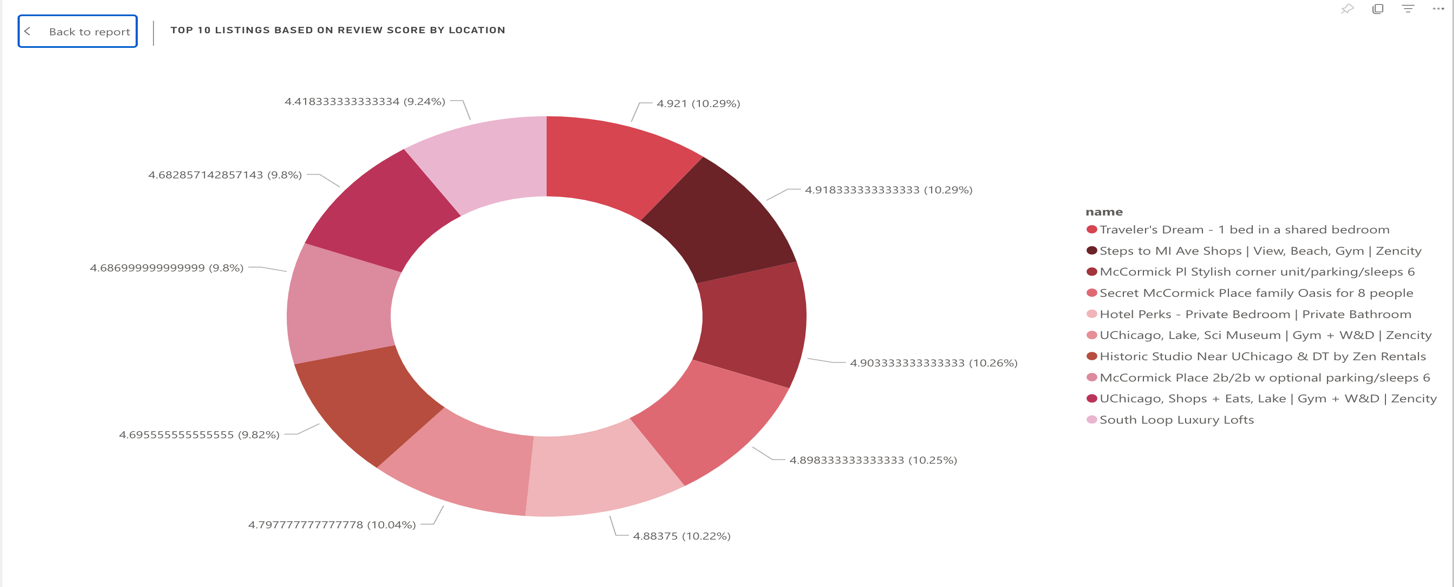 Back to report
TOP 10 LISTINGS BASED ON REVIEW SCORE BY LOCATION
4.418333333333334 (9.24%)
4.921 (10.29%)
4.682857142857143 (9.8%)
4.918333333333333 (10.29%)
4.686999999999999 (9.8%)
4.903333333333333 (10.26%)
4.695555555555555 (9.82%)
4.898333333333333 (10.25%)
4.797777777777778 (10.04%)
4.88375 (10.22%)
name
Traveler's Dream - 1 bed in a shared bedroom
Steps to MI Ave Shops | View, Beach, Gym | Zencity
McCormick Pl Stylish corner unit/parking/sleeps 6
Secret McCormick Place family Oasis for 8 people
Hotel Perks - Private Bedroom | Private Bathroom
UChicago, Lake, Sci Museum | Gym + W&D | Zencity
Historic Studio Near UChicago & DT by Zen Rentals
McCormick Place 2b/2b w optional parking/sleeps 6
UChicago, Shops + Eats, Lake | Gym + W&D | Zencity
South Loop Luxury Lofts